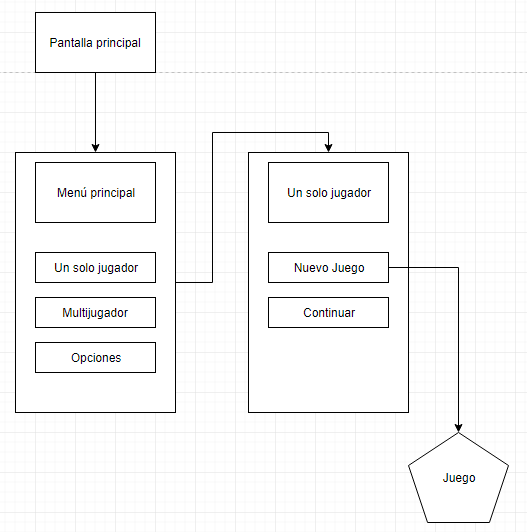 Pantalla principal
Menú principal
Un solo jugador
Multijugador
Opciones
Un solo jugador
Nuevo Juego
Continuar
Juego